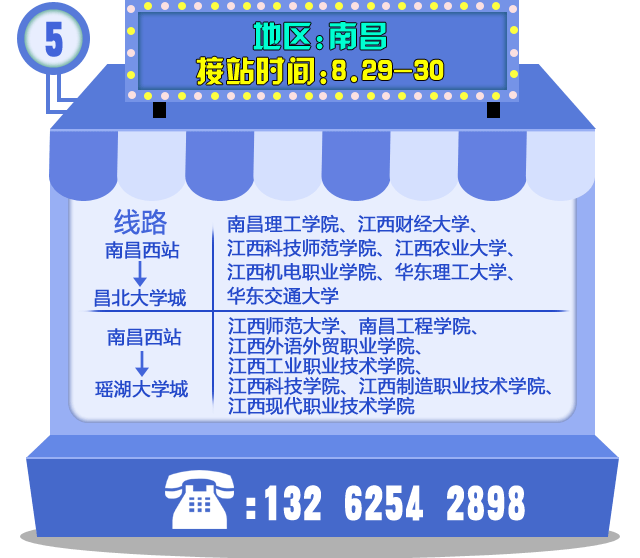 5
地区:南昌
接站时间:8.29-30
线路
南昌西站
昌北大学城
南昌理工学院、江西财经大学、
江西科技师范学院、江西农业大学、
江西机电职业学院、华东理工大学、
华东交通大学
南昌西站
瑶湖大学城
江西师范大学、南昌工程学院、
江西外语外贸职业学院、
江西工业职业技术学院、
江西科技学院、江西制造职业技术学院、
江西现代职业技术学院
:132 6254 2898